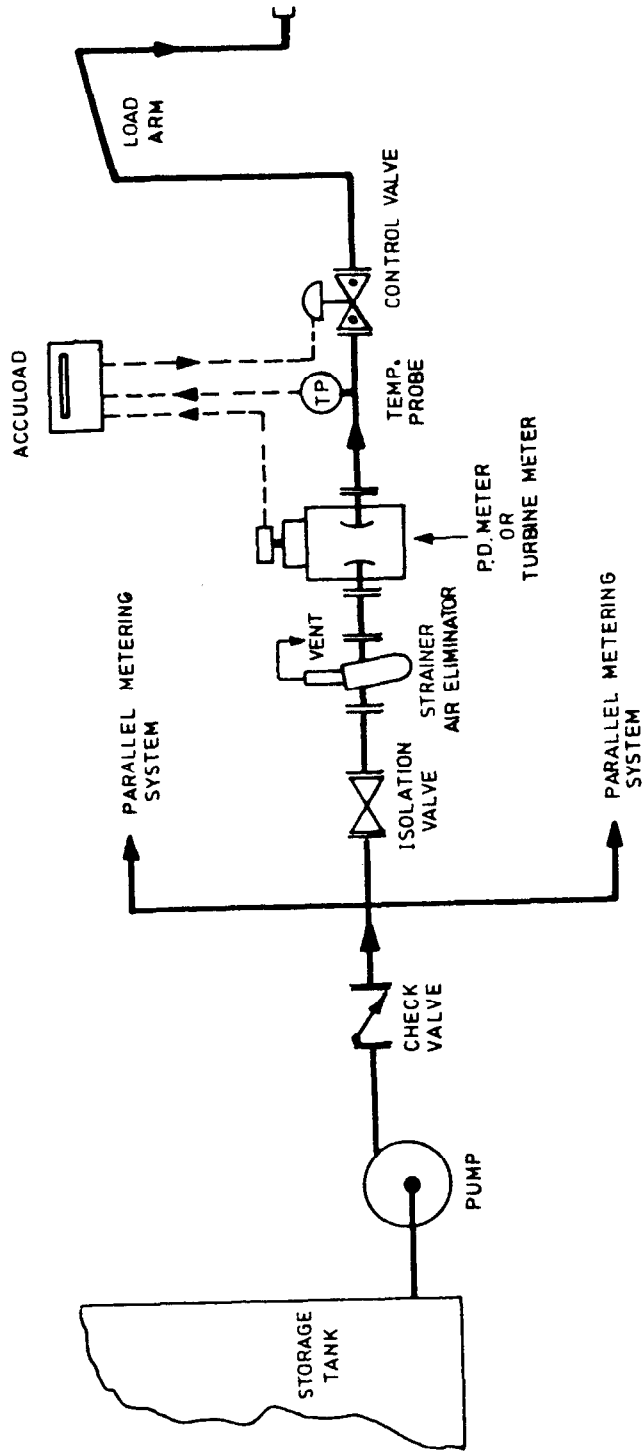 STORAGE
TANK
PUMP
CHECK
VALVE
PARALLEL METERING
SYSTEM
PARALLEL METERING
SYSTEM
ISOLATION
VALVE
VENT
STRAINER
AIR ELIMINATOR
P.D. METER
OR
TURBINE METER
ACCULOAD
TP
TEMP.
PROBE
CONTROL VALVE
LOAD
ARM